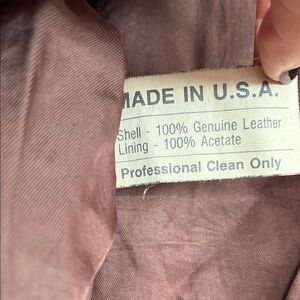 MADE IN U.S.A.
Shell - 100% Genuine Leather
Lining - 100% Acetate
Professional Clean Only